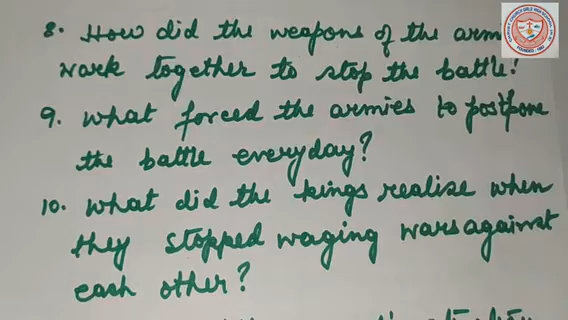 8. How did the weapons of the
work together to stop the battle?
9. What forced the armies to postpone
the battle everyday?
10. What did the kings realise when
they stopped waging wars against
each other?